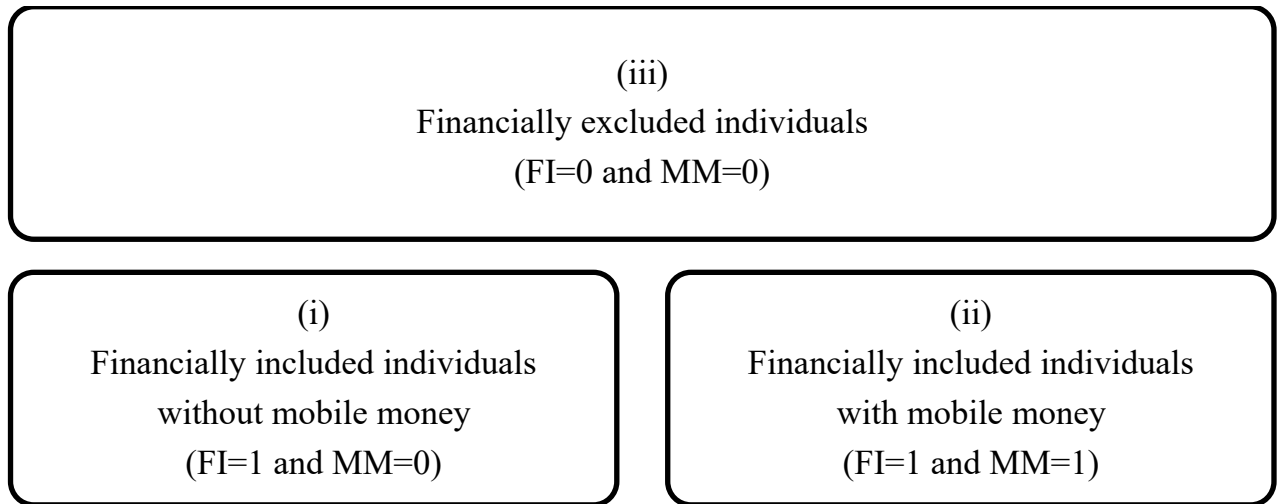 (iii)
Financially excluded individuals
(FI=0 and MM=0)
(i)
Financially included individuals
without mobile money
(FI=1 and MM=0)
(ii)
Financially included individuals
with mobile money
(FI=1 and MM=1)